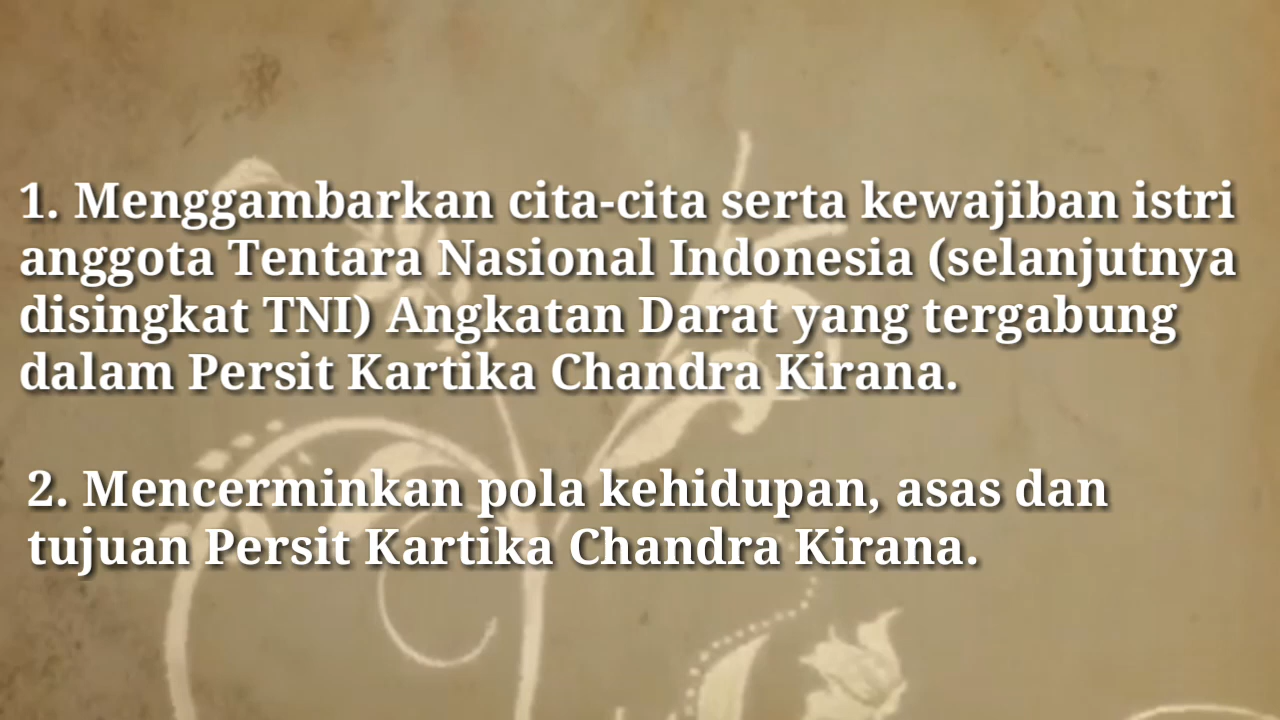 1. Menggambarkan cita-cita serta kewajiban istri
anggota Tentara Nasional Indonesia (selanjutnya
disingkat TNI) Angkatan Darat yang tergabung
dalam Persit Kartika Chandra Kirana.
2. Mencerminkan pola kehidupan, asas dan
tujuan Persit Kartika Chandra Kirana.